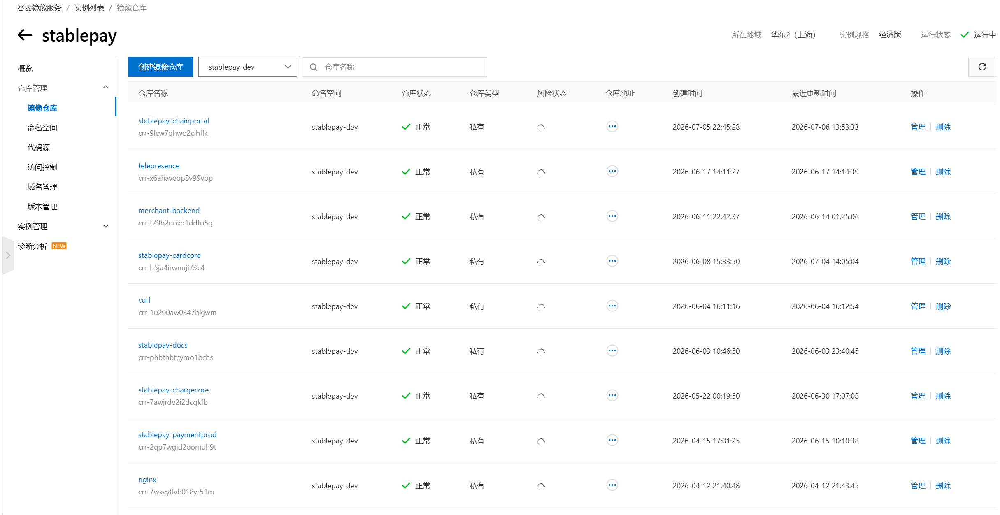 容器镜像服务 / 实例列表 / 镜像仓库
stablepay
所在地域 华东2（上海） 实例规格 经济版 运行状态 运行中
概览
仓库管理
镜像仓库
命名空间
代码源
访问控制
域名管理
版本管理
实例管理
诊断分析 NEW
创建镜像仓库 stablepay-dev 仓库名称
仓库名称 命名空间 仓库状态 仓库类型 风险状态 仓库地址 创建时间 最近更新时间 操作
stablepay-chainportal
crr-9lcw7qhwo2cihflk
stablepay-dev 正常 私有 2026-07-05 22:45:28 2026-07-06 13:53:33 管理 删除
telepresence
crr-x6ahaveop8v99ybp
stablepay-dev 正常 私有 2026-06-17 14:11:27 2026-06-17 14:14:39 管理 删除
merchant-backend
crr-t79b2nnxd1ddtu5g
stablepay-dev 正常 私有 2026-06-11 22:42:37 2026-06-14 01:25:06 管理 删除
stablepay-cardcore
crr-h5ja4irwnuji73c4
stablepay-dev 正常 私有 2026-06-08 15:33:50 2026-07-04 14:05:04 管理 删除
curl
crr-1u200aw0347bkjwm
stablepay-dev 正常 私有 2026-06-04 16:11:16 2026-06-04 16:12:54 管理 删除
stablepay-docs
crr-phbthbtcymo1bchs
stablepay-dev 正常 私有 2026-06-03 10:46:50 2026-06-03 23:40:45 管理 删除
stablepay-chargecore
crr-7awjrde2i2dcgkfb
stablepay-dev 正常 私有 2026-05-22 00:19:50 2026-06-30 17:07:08 管理 删除
stablepay-paymentprod
crr-2qp7wgid2oomuh9t
stablepay-dev 正常 私有 2026-04-15 17:01:25 2026-06-15 10:10:38 管理 删除
nginx
crr-7wxvy8vb018yr51m
stablepay-dev 正常 私有 2026-04-12 21:40:48 2026-04-12 21:43:45 管理 删除